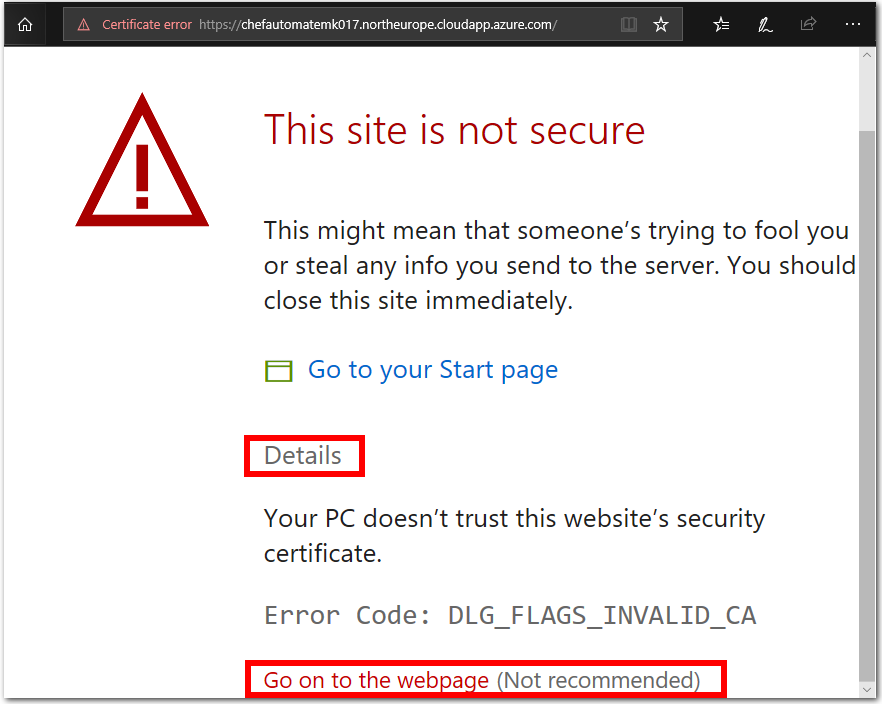 Certificate error https://chefautomatemk017.northeurope.cloudapp.azure.com/
This site is not secure
This might mean that someone’s trying to fool you
or steal any info you send to the server. You should
close this site immediately.
Go to your Start page
Details
Your PC doesn’t trust this website’s security
certificate.
Error Code: DLG_FLAGS_INVALID_CA
Go on to the webpage (Not recommended)